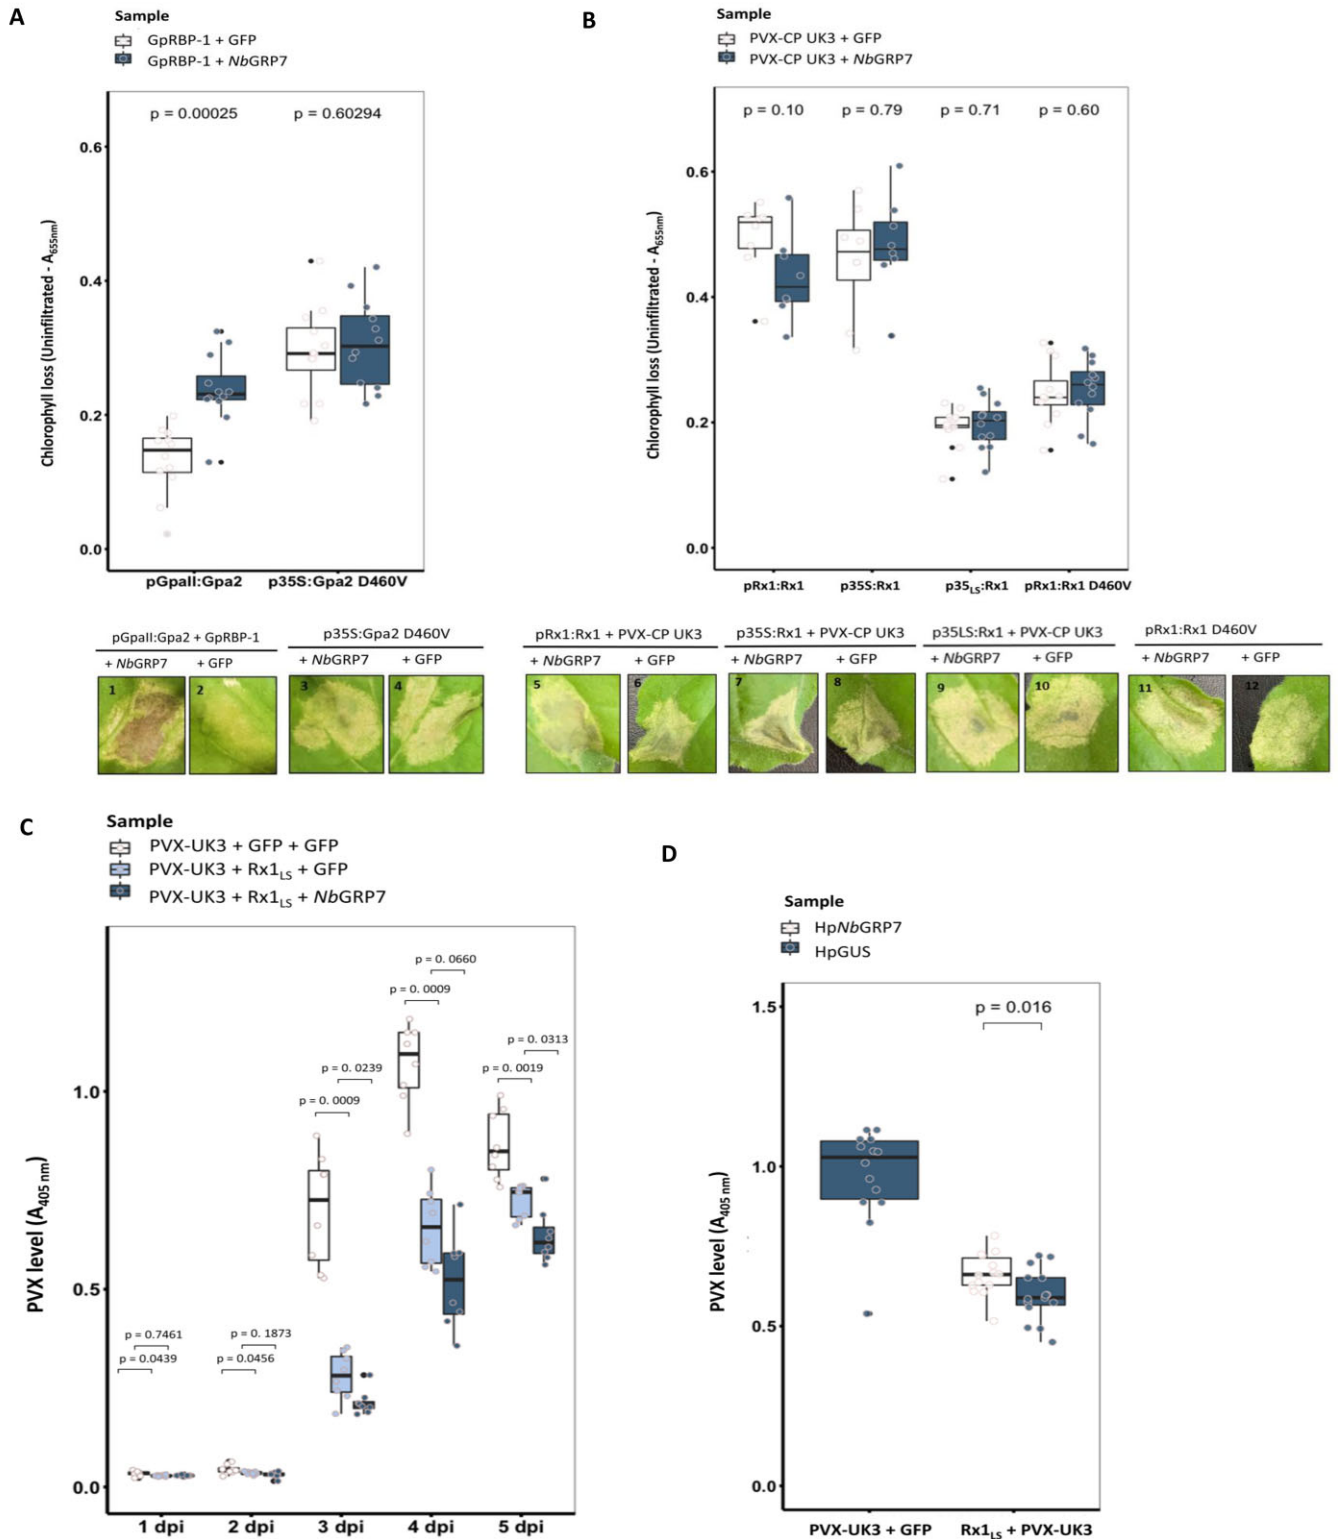 A
Sample
GpRBP-1 + GFP
GpRBP-1 + NbGRP7
p = 0.00025
p = 0.60294
0.6
0.4
0.2
0.0
Chlorophyll loss (Uninfiltrated - A655nm)
pGpaII:Gpa2
p35S:Gpa2 D460V
B
Sample
PVX-CP UK3 + GFP
PVX-CP UK3 + NbGRP7
p = 0.10
p = 0.79
p = 0.71
p = 0.60
0.6
0.4
0.2
0.0
Chlorophyll loss (Uninfiltrated - A655nm)
pRx1:Rx1
p35S:Rx1
p35LS:Rx1
pRx1:Rx1 D460V
pGpaII:Gpa2 + GpRBP-1
+ NbGRP7
+ GFP
1
2
p35S:Gpa2 D460V
+ NbGRP7
+ GFP
3
4
pRx1:Rx1 + PVX-CP UK3
+ NbGRP7
+ GFP
5
6
p35S:Rx1 + PVX-CP UK3
+ NbGRP7
+ GFP
7
8
p35LS:Rx1 + PVX-CP UK3
+ NbGRP7
+ GFP
9
10
pRx1:Rx1 D460V
+ NbGRP7
+ GFP
11
12
C
Sample
PVX-UK3 + GFP + GFP
PVX-UK3 + Rx1LS + GFP
PVX-UK3 + Rx1LS + NbGRP7
p = 0. 0660
p = 0. 0009
p = 0. 0313
p = 0. 0019
p = 0. 0239
p = 0. 0009
p = 0.7461
p = 0.0439
p = 0. 1873
p = 0.0456
1.0
0.5
0.0
PVX level (A405 nm)
1 dpi
2 dpi
3 dpi
4 dpi
5 dpi
D
Sample
HpNbGRP7
HpGUS
p = 0.016
1.5
1.0
0.5
0.0
PVX level (A405 nm)
PVX-UK3 + GFP
Rx1LS + PVX-UK3